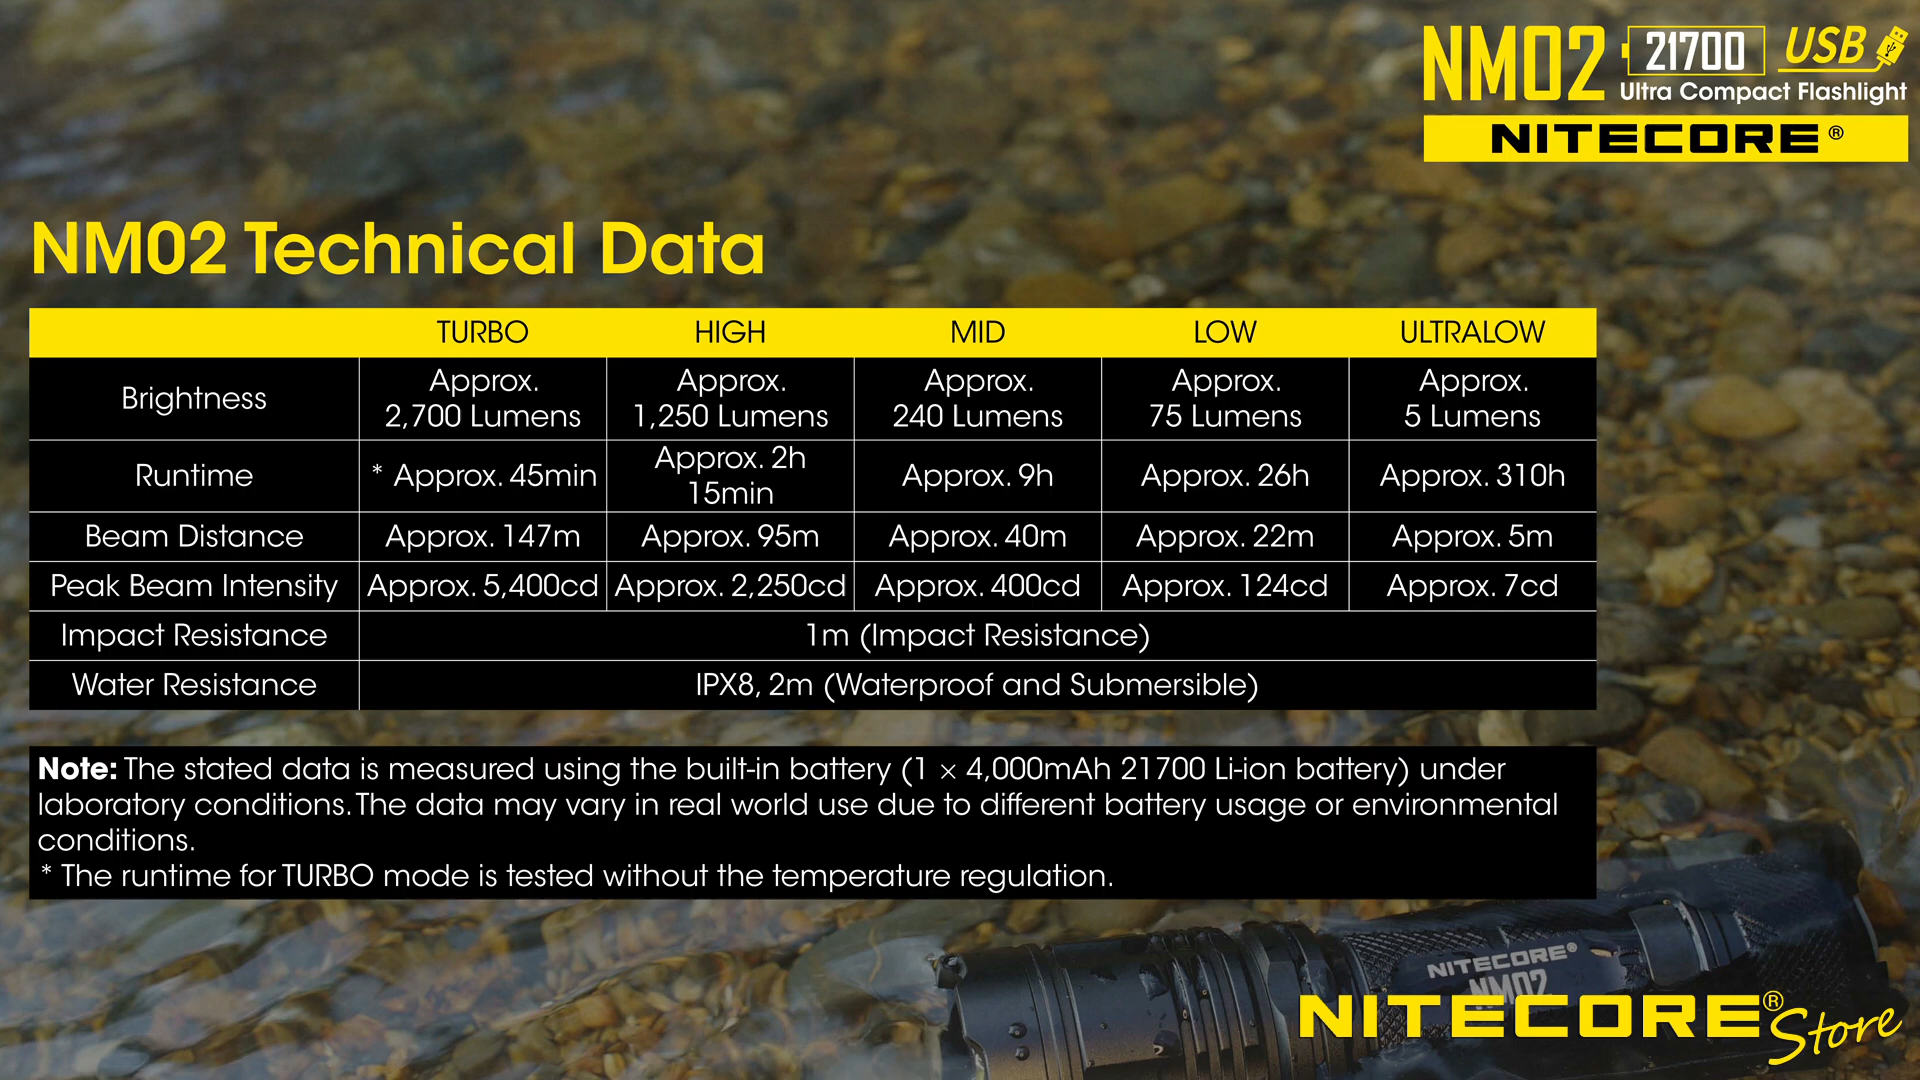 NM02 21700 USB
Ultra Compact Flashlight
NITECORE®
NM02 Technical Data
TURBO HIGH MID LOW ULTRALOW
Brightness Approx. 2,700 Lumens Approx. 1,250 Lumens Approx. 240 Lumens Approx. 75 Lumens Approx. 5 Lumens
Runtime * Approx. 45min Approx. 2h 15min Approx. 9h Approx. 26h Approx. 310h
Beam Distance Approx. 147m Approx. 95m Approx. 40m Approx. 22m Approx. 5m
Peak Beam Intensity Approx. 5,400cd Approx. 2,250cd Approx. 400cd Approx. 124cd Approx. 7cd
Impact Resistance 1m (Impact Resistance)
Water Resistance IPX8, 2m (Waterproof and Submersible)
Note: The stated data is measured using the built-in battery (1 × 4,000mAh 21700 Li-ion battery) under
laboratory conditions. The data may vary in real world use due to different battery usage or environmental
conditions.
* The runtime for TURBO mode is tested without the temperature regulation.
NITECORE®
NM02
NITECORE® Store